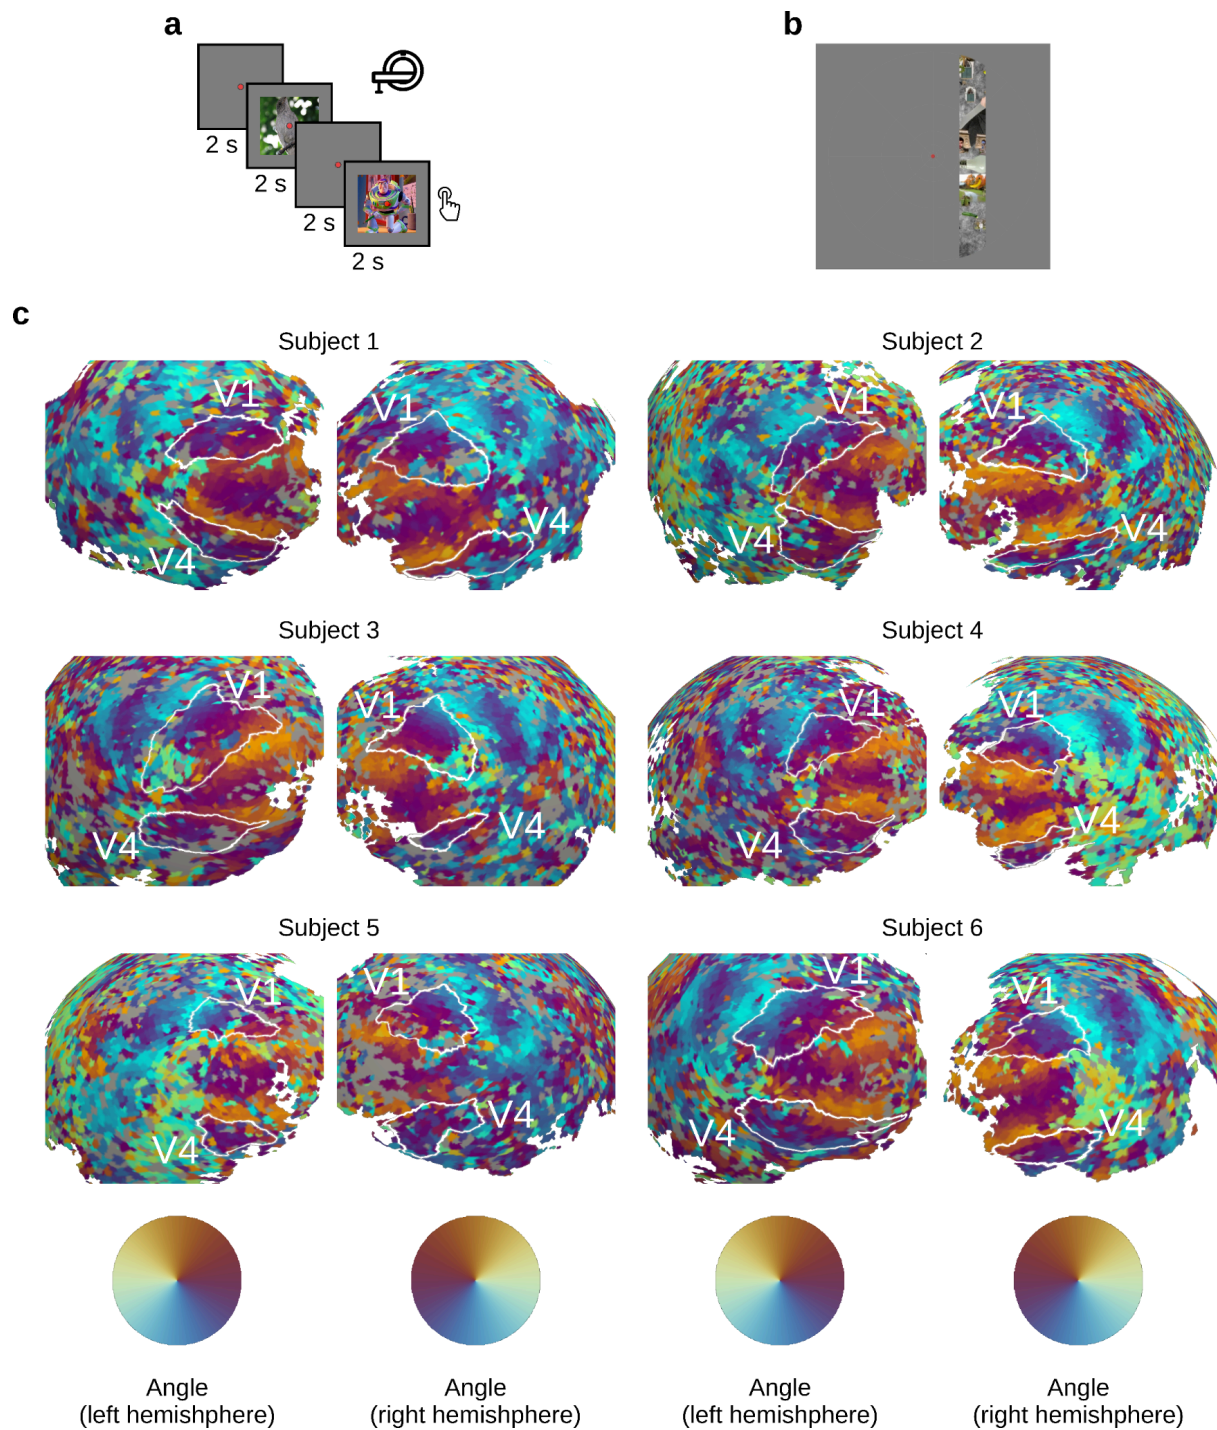 a
b
2 s
2 s
2 s
2 s
c
Subject 1
Subject 2
V1
V1
V1
V1
V4
V4
V4
V4
Subject 3
Subject 4
V1
V1
V1
V1
V4
V4
V4
V4
Subject 5
Subject 6
V1
V1
V1
V1
V4
V4
V4
V4
Angle
(left hemishphere)
Angle
(right hemishphere)
Angle
(left hemishphere)
Angle
(right hemishphere)